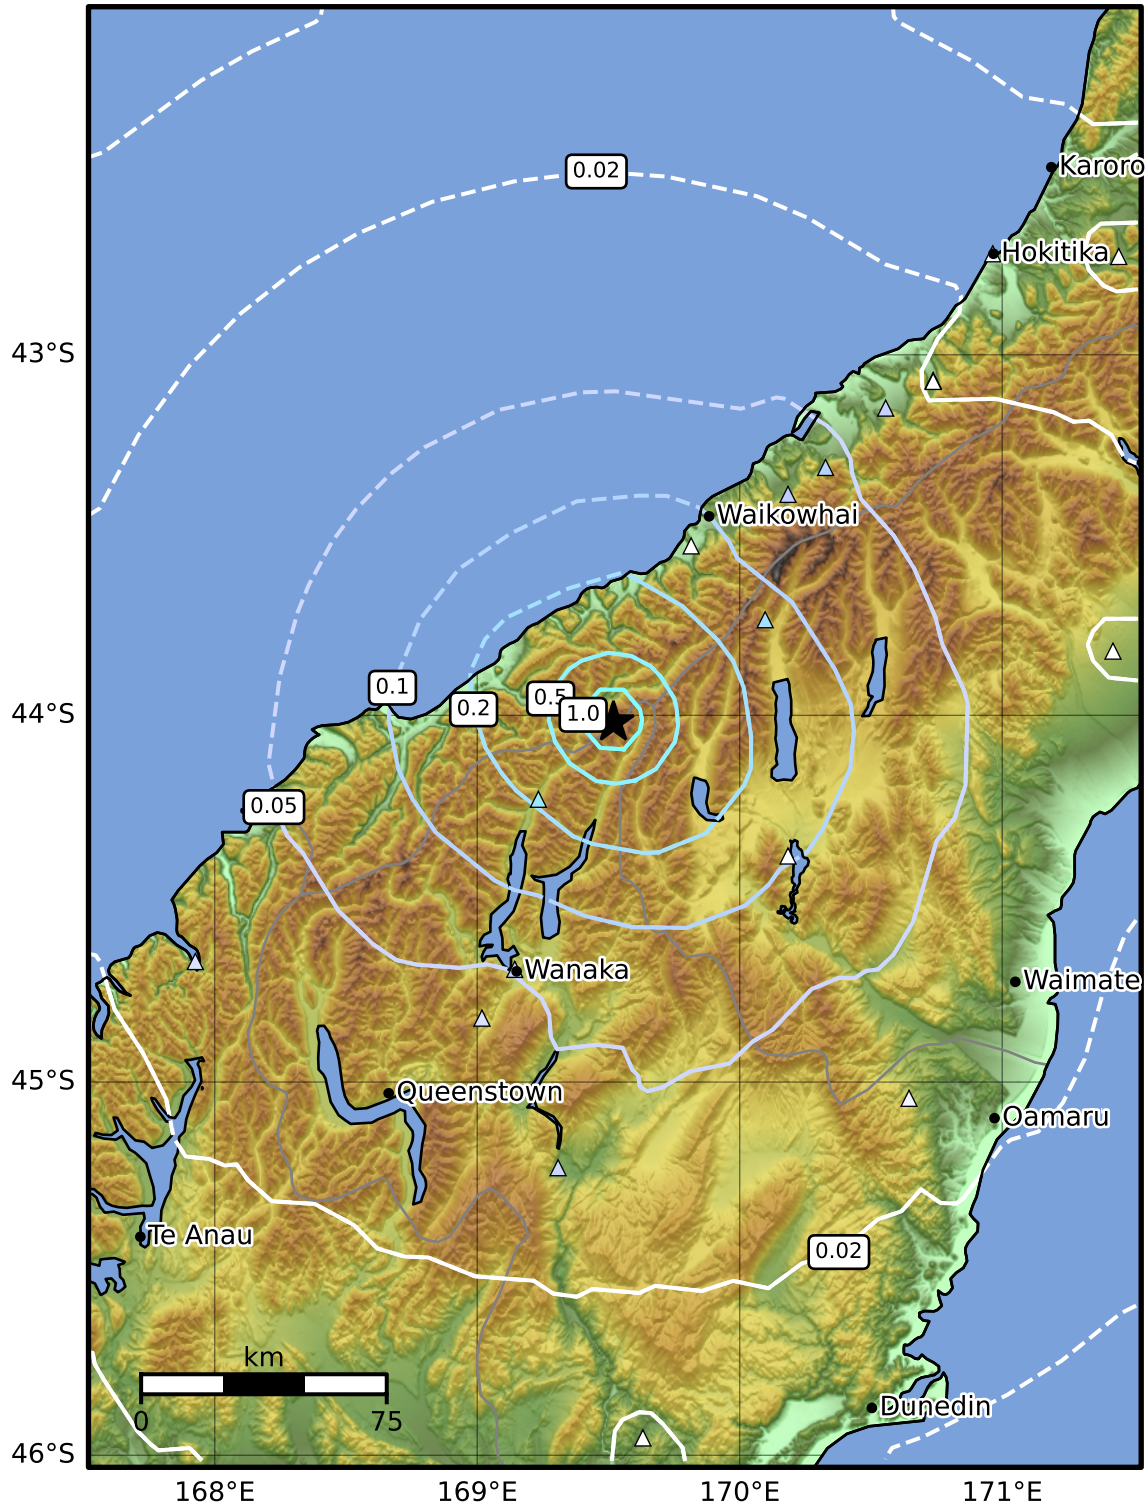 0.02
Karoro
Hokitika
43°S
Waikowhai
0.1
0.5
0.2
1.0
44°S
0.05
Wanaka
Waimate
45°S
Queenstown
Oamaru
Te Anau
0.02
km
0
75
Dunedin
46°S
168°E
169°E
170°E
171°E